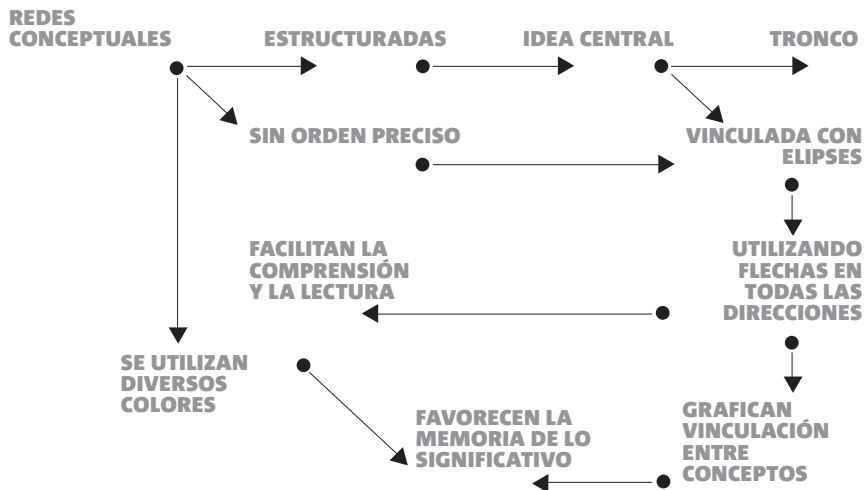 REDES
CONCEPTUALES
ESTRUCTURADAS
IDEA CENTRAL
TRONCO
SIN ORDEN PRECISO
VINCULADA CON
ELIPSES
FACILITAN LA
COMPRENSIÓN
Y LA LECTURA
UTILIZANDO
FLECHAS EN
TODAS LAS
DIRECCIONES
SE UTILIZAN
DIVERSOS
COLORES
FAVORECEN LA
MEMORIA DE LO
SIGNIFICATIVO
GRAFICAN
VINCULACIÓN
ENTRE
CONCEPTOS